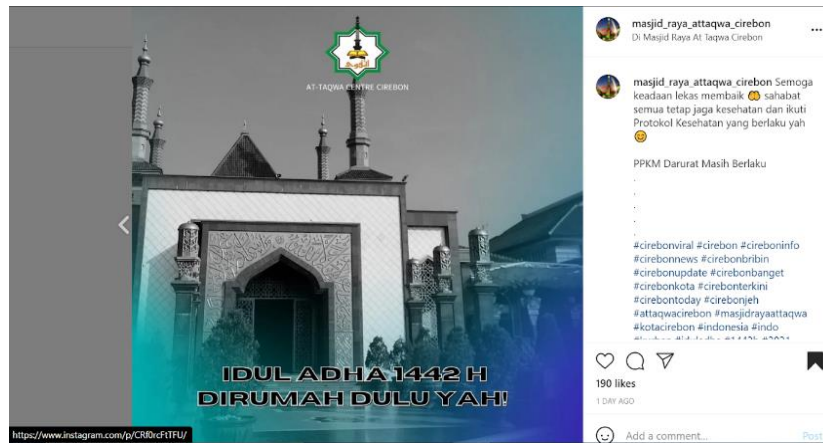 AT-TAQWA CENTRE CIREBON
IDUL ADHA 1442 H
DIRUMAH DULU YAH!
https://www.instagram.com/p/CRf0rcFtTFU/
masjid_raya_attaqwa_cirebon
Di Masjid Raya At Taqwa Cirebon
masjid_raya_attaqwa_cirebon Semoga
keadaan lekas membaik 🤲 sahabat
semua tetap jaga kesehatan dan ikuti
Protokol Kesehatan yang berlaku yah
😊
PPKM Darurat Masih Berlaku
.
.
.
.
.
#cirebonviral #cirebon #cireboninfo
#cirebonnews #cirebonbribin
#cirebonupdate #cirebonbanget
#cirebonkota #cirebonterkini
#cirebontoday #cirebonjeh
#attaqwacirebon #masjidrayaattaqwa
#kotacirebon #indonesia #indo
190 likes
1 DAY AGO
Add a comment...
Post